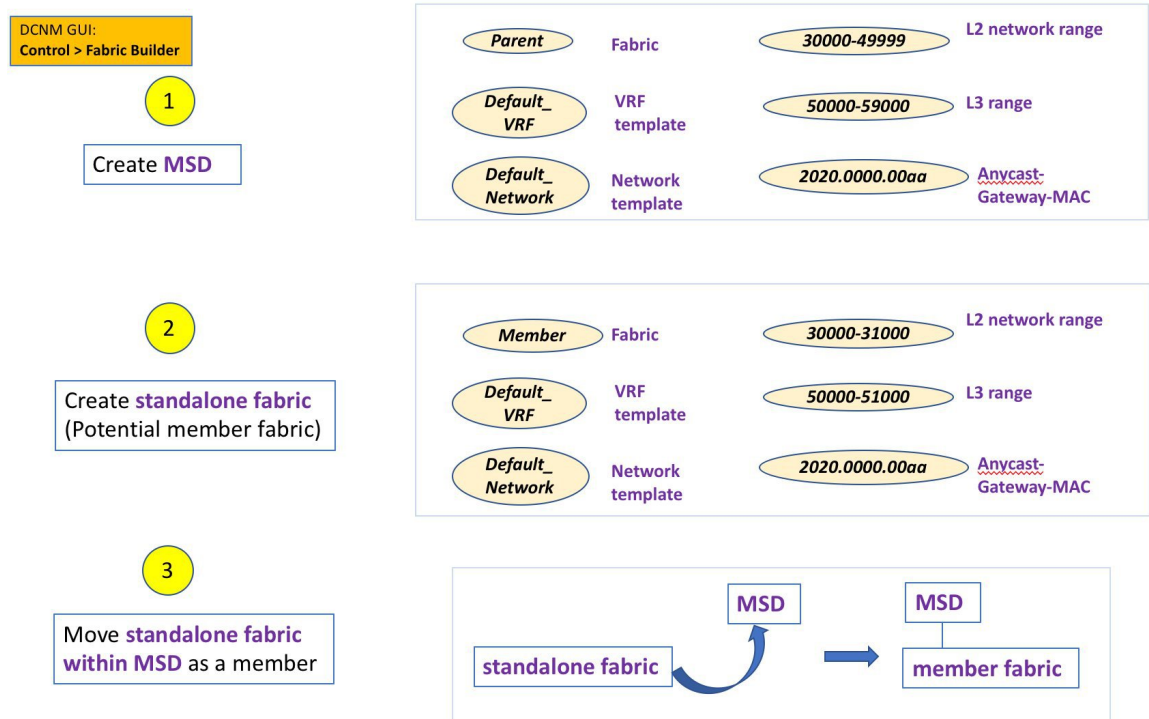 DCNM GUI:
Control > Fabric Builder
1
Create MSD
Parent
Fabric
30000-49999
L2 network range
Default_
VRF
VRF
template
50000-59000
L3 range
Default_
Network
Network
template
2020.0000.00aa
Anycast-
Gateway-MAC
2
Create standalone fabric
(Potential member fabric)
Member
Fabric
30000-31000
L2 network range
Default_
VRF
VRF
template
50000-51000
L3 range
Default_
Network
Network
template
2020.0000.00aa
Anycast-
Gateway-MAC
3
Move standalone fabric
within MSD as a member
standalone fabric
MSD
MSD
member fabric